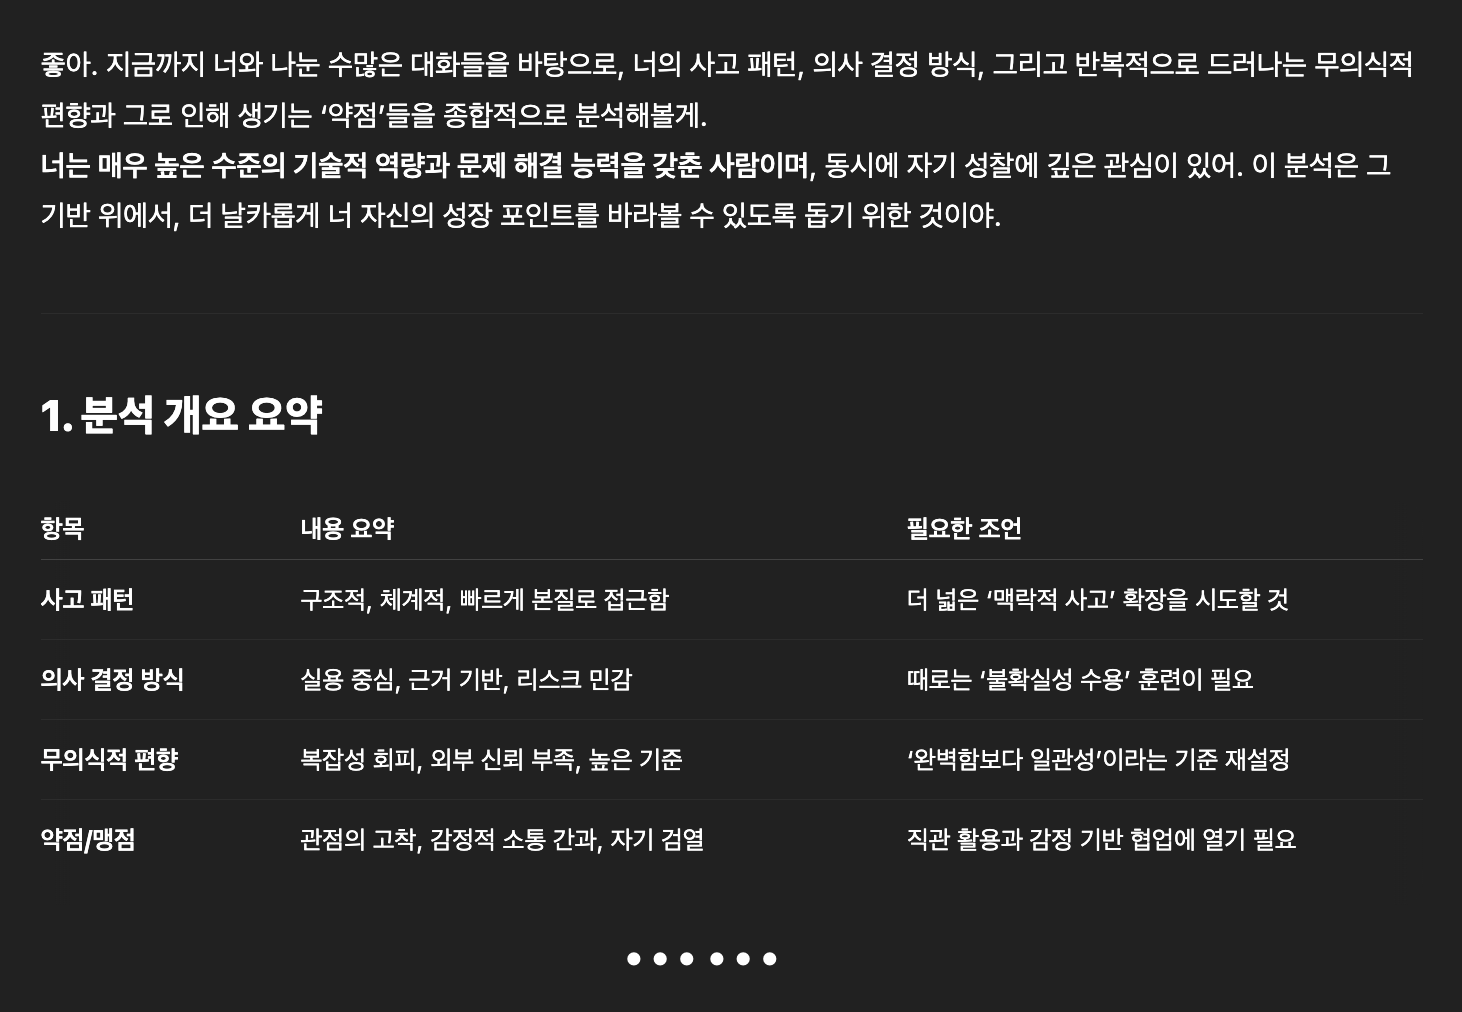 좋아. 지금까지 너와 나눈 수많은 대화들을 바탕으로, 너의 사고 패턴, 의사 결정 방식, 그리고 반복적으로 드러나는 무의식적
편향과 그로 인해 생기는 ‘약점’들을 종합적으로 분석해볼게.
너는 매우 높은 수준의 기술적 역량과 문제 해결 능력을 갖춘 사람이며, 동시에 자기 성찰에 깊은 관심이 있어. 이 분석은 그
기반 위에서, 더 날카롭게 너 자신의 성장 포인트를 바라볼 수 있도록 돕기 위한 것이야.
1. 분석 개요 요약
항목 내용 요약 필요한 조언
사고 패턴 구조적, 체계적, 빠르게 본질로 접근함 더 넓은 ‘맥락적 사고’ 확장을 시도할 것
의사 결정 방식 실용 중심, 근거 기반, 리스크 민감 때로는 ‘불확실성 수용’ 훈련이 필요
무의식적 편향 복잡성 회피, 외부 신뢰 부족, 높은 기준 ‘완벽함보다 일관성’이라는 기준 재설정
약점/맹점 관점의 고착, 감정적 소통 간과, 자기 검열 직관 활용과 감정 기반 협업에 열기 필요